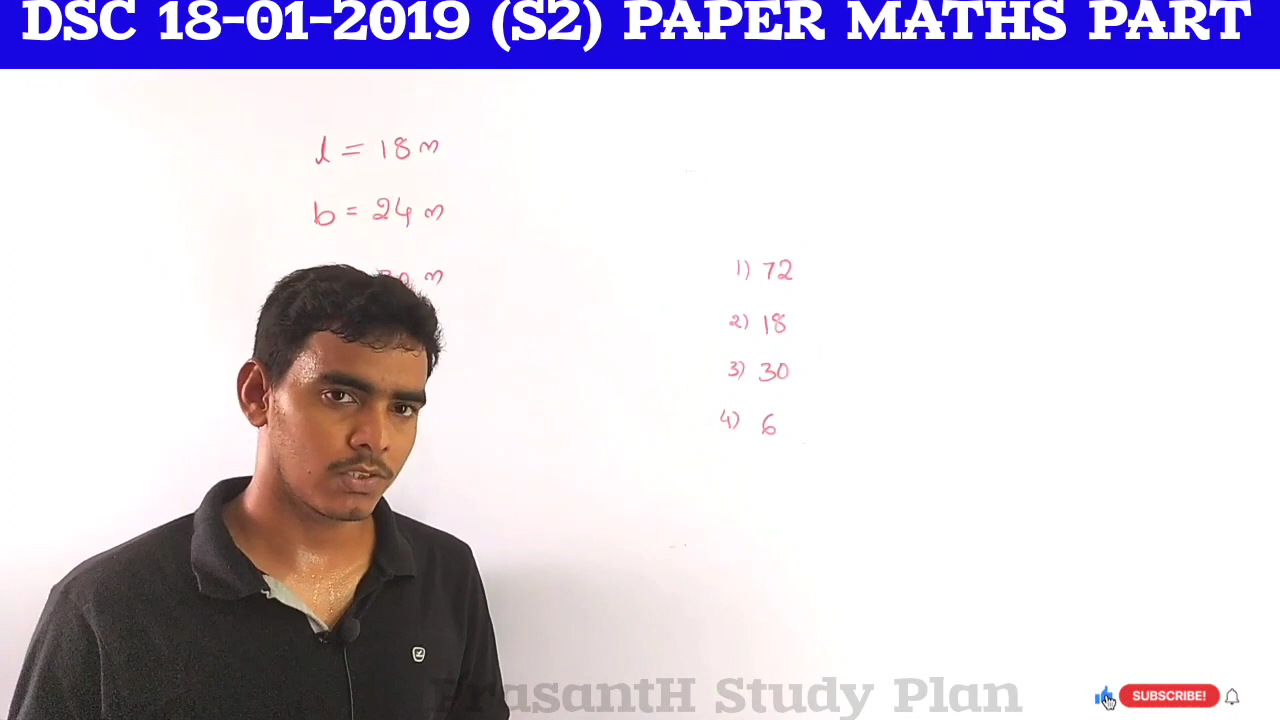 DSC 18-01-2019 (S2) PAPER MATHS PART
l = 18 m
b = 24 m
m
1) 72
2) 18
3) 30
4) 6
PrasantH Study Plan
SUBSCRIBE!